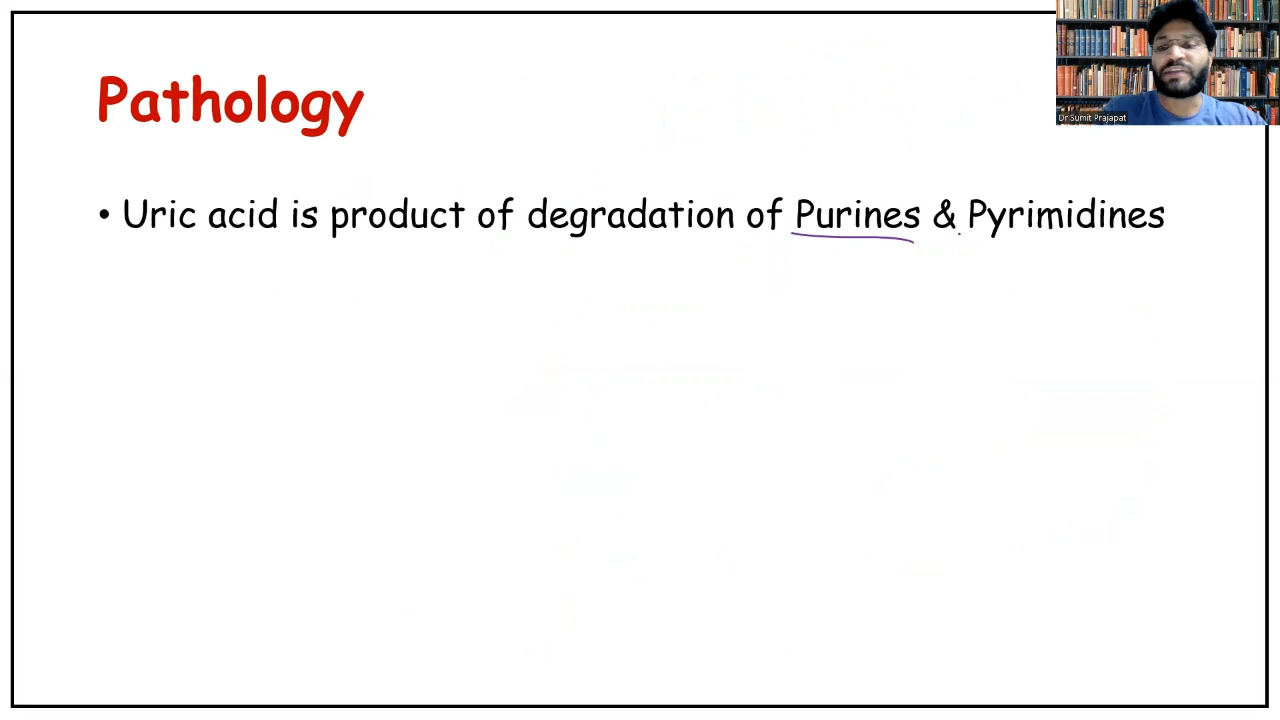 Pathology
• Uric acid is product of degradation of Purines & Pyrimidines
Dr.Sumit Prajapat